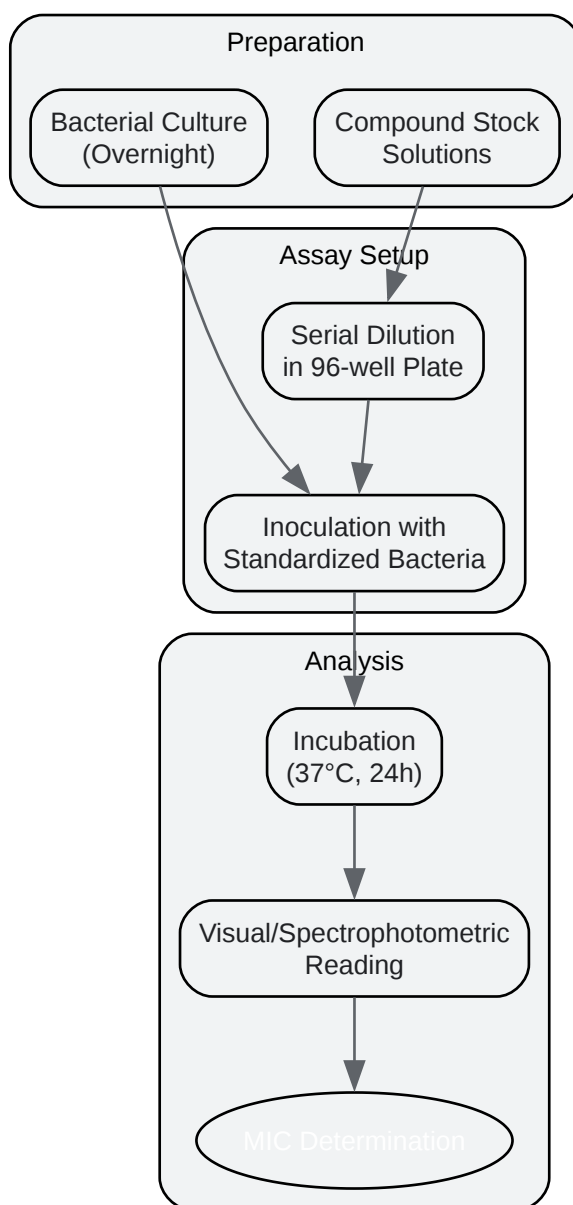 Preparation
Bacterial Culture
(Overnight)
Compound Stock
Solutions
Assay Setup
Serial Dilution
in 96-well Plate
Inoculation with
Standardized Bacteria
Analysis
Incubation
(37°C, 24h)
Visual/Spectrophotometric
Reading
MIC Determination